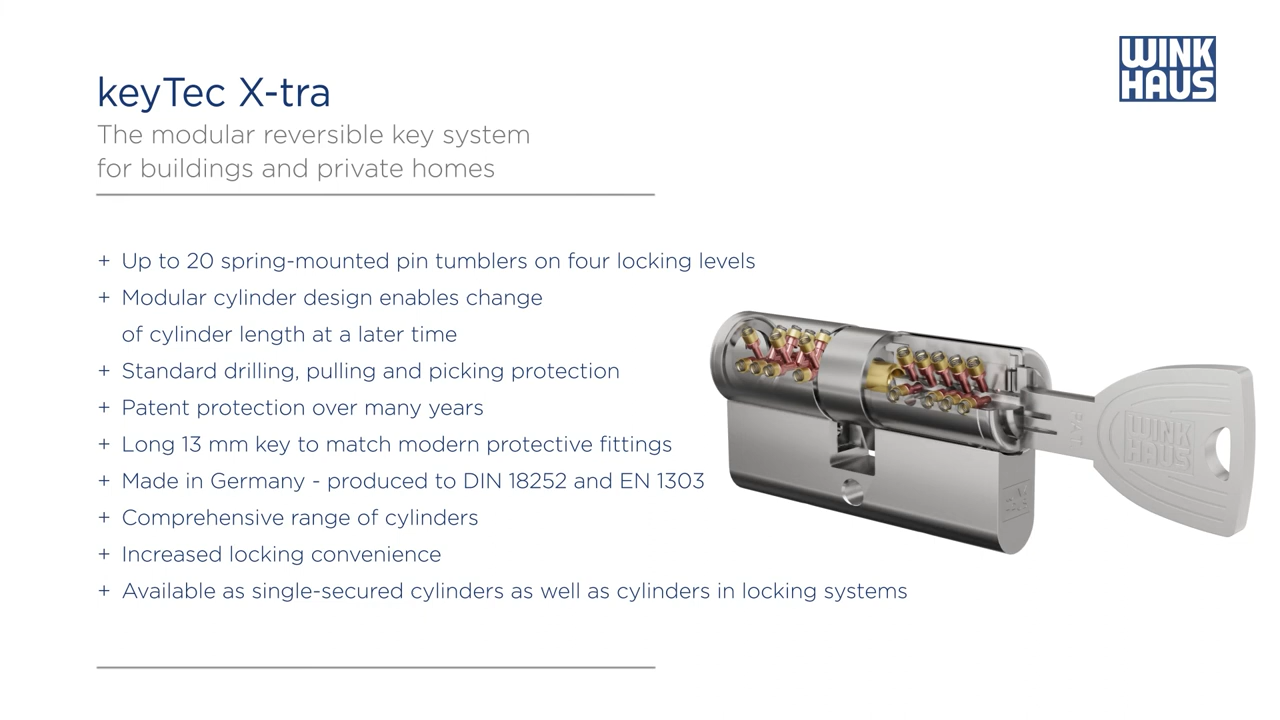 WINK
HAUS
keyTec X-tra
The modular reversible key system
for buildings and private homes
+ Up to 20 spring-mounted pin tumblers on four locking levels
+ Modular cylinder design enables change
of cylinder length at a later time
+ Standard drilling, pulling and picking protection
+ Patent protection over many years
+ Long 13 mm key to match modern protective fittings
+ Made in Germany - produced to DIN 18252 and EN 1303
+ Comprehensive range of cylinders
+ Increased locking convenience
+ Available as single-secured cylinders as well as cylinders in locking systems
WINK
HAUS